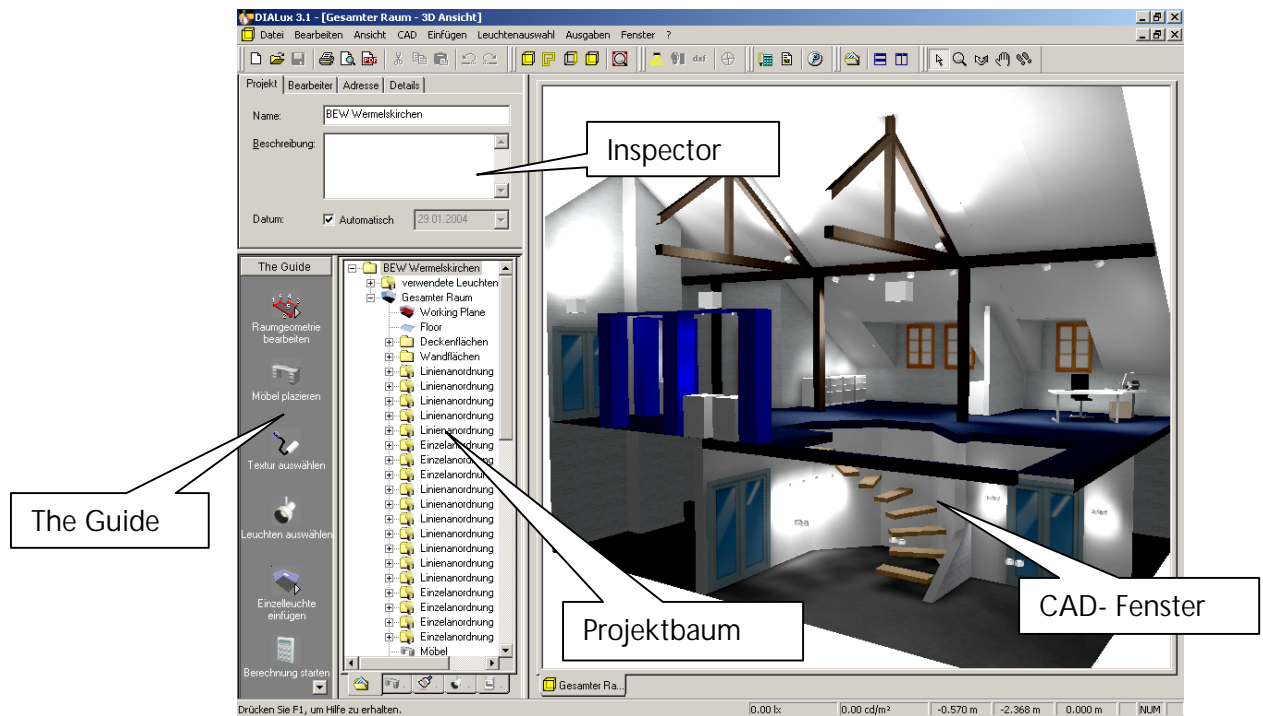 DIALux 3.1 - [Gesamter Raum - 3D Ansicht]
Datei Bearbeiten Ansicht CAD Einfügen Leuchtenauswahl Ausgaben Fenster ?
Projekt Bearbeiter Adresse Details
Name: BEW Wermelskirchen
Beschreibung:
Datum: Automatisch 29.01.2004
Inspector
The Guide
Raumgeometrie
bearbeiten
Möbel plazieren
Textur auswählen
Leuchten auswählen
Einzelleuchte
einfügen
Berechnung starten
BEW Wermelskirchen
verwendete Leuchten
Gesamter Raum
Working Plane
Floor
Deckenflächen
Wandflächen
Linienanordnung
Linienanordnung
Linienanordnung
Linienanordnung
Linienanordnung
Einzelanordnung
Einzelanordnung
Einzelanordnung
Linienanordnung
Linienanordnung
Linienanordnung
Linienanordnung
Linienanordnung
Linienanordnung
Linienanordnung
Einzelanordnung
Einzelanordnung
Einzelanordnung
Einzelanordnung
Möbel
The Guide
Projektbaum
CAD- Fenster
Gesamter Ra...
Drücken Sie F1, um Hilfe zu erhalten. 0.00 lx 0.00 cd/m² -0.570 m -2.368 m 0.000 m NUM